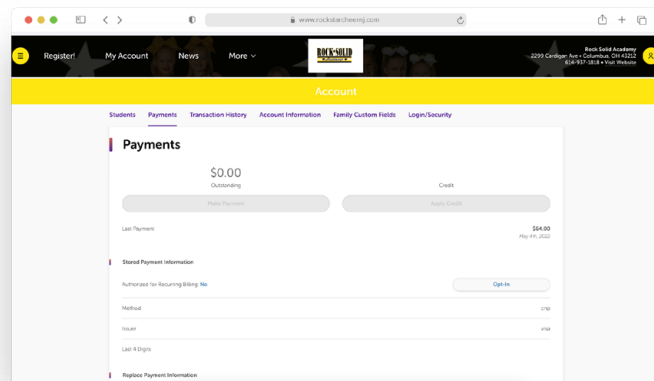 www.rockstarcheernj.com
Register!
My Account
News
More
ROCK-SOLID
Rock Solid Academy
2299 Cardigan Ave • Columbus, OH 43212
614-937-1818 • Visit Website
Account
Students
Payments
Transaction History
Account Information
Family Custom Fields
Login/Security
Payments
$0.00
Outstanding
Credit
Make Payment
Apply Credit
Last Payment
$64.00
May 4th, 2022
Stored Payment Information
Authorized for Recurring Billing: No
Opt-In
Method
Issuer
visa
Last 4 Digits
Replace Payment Information